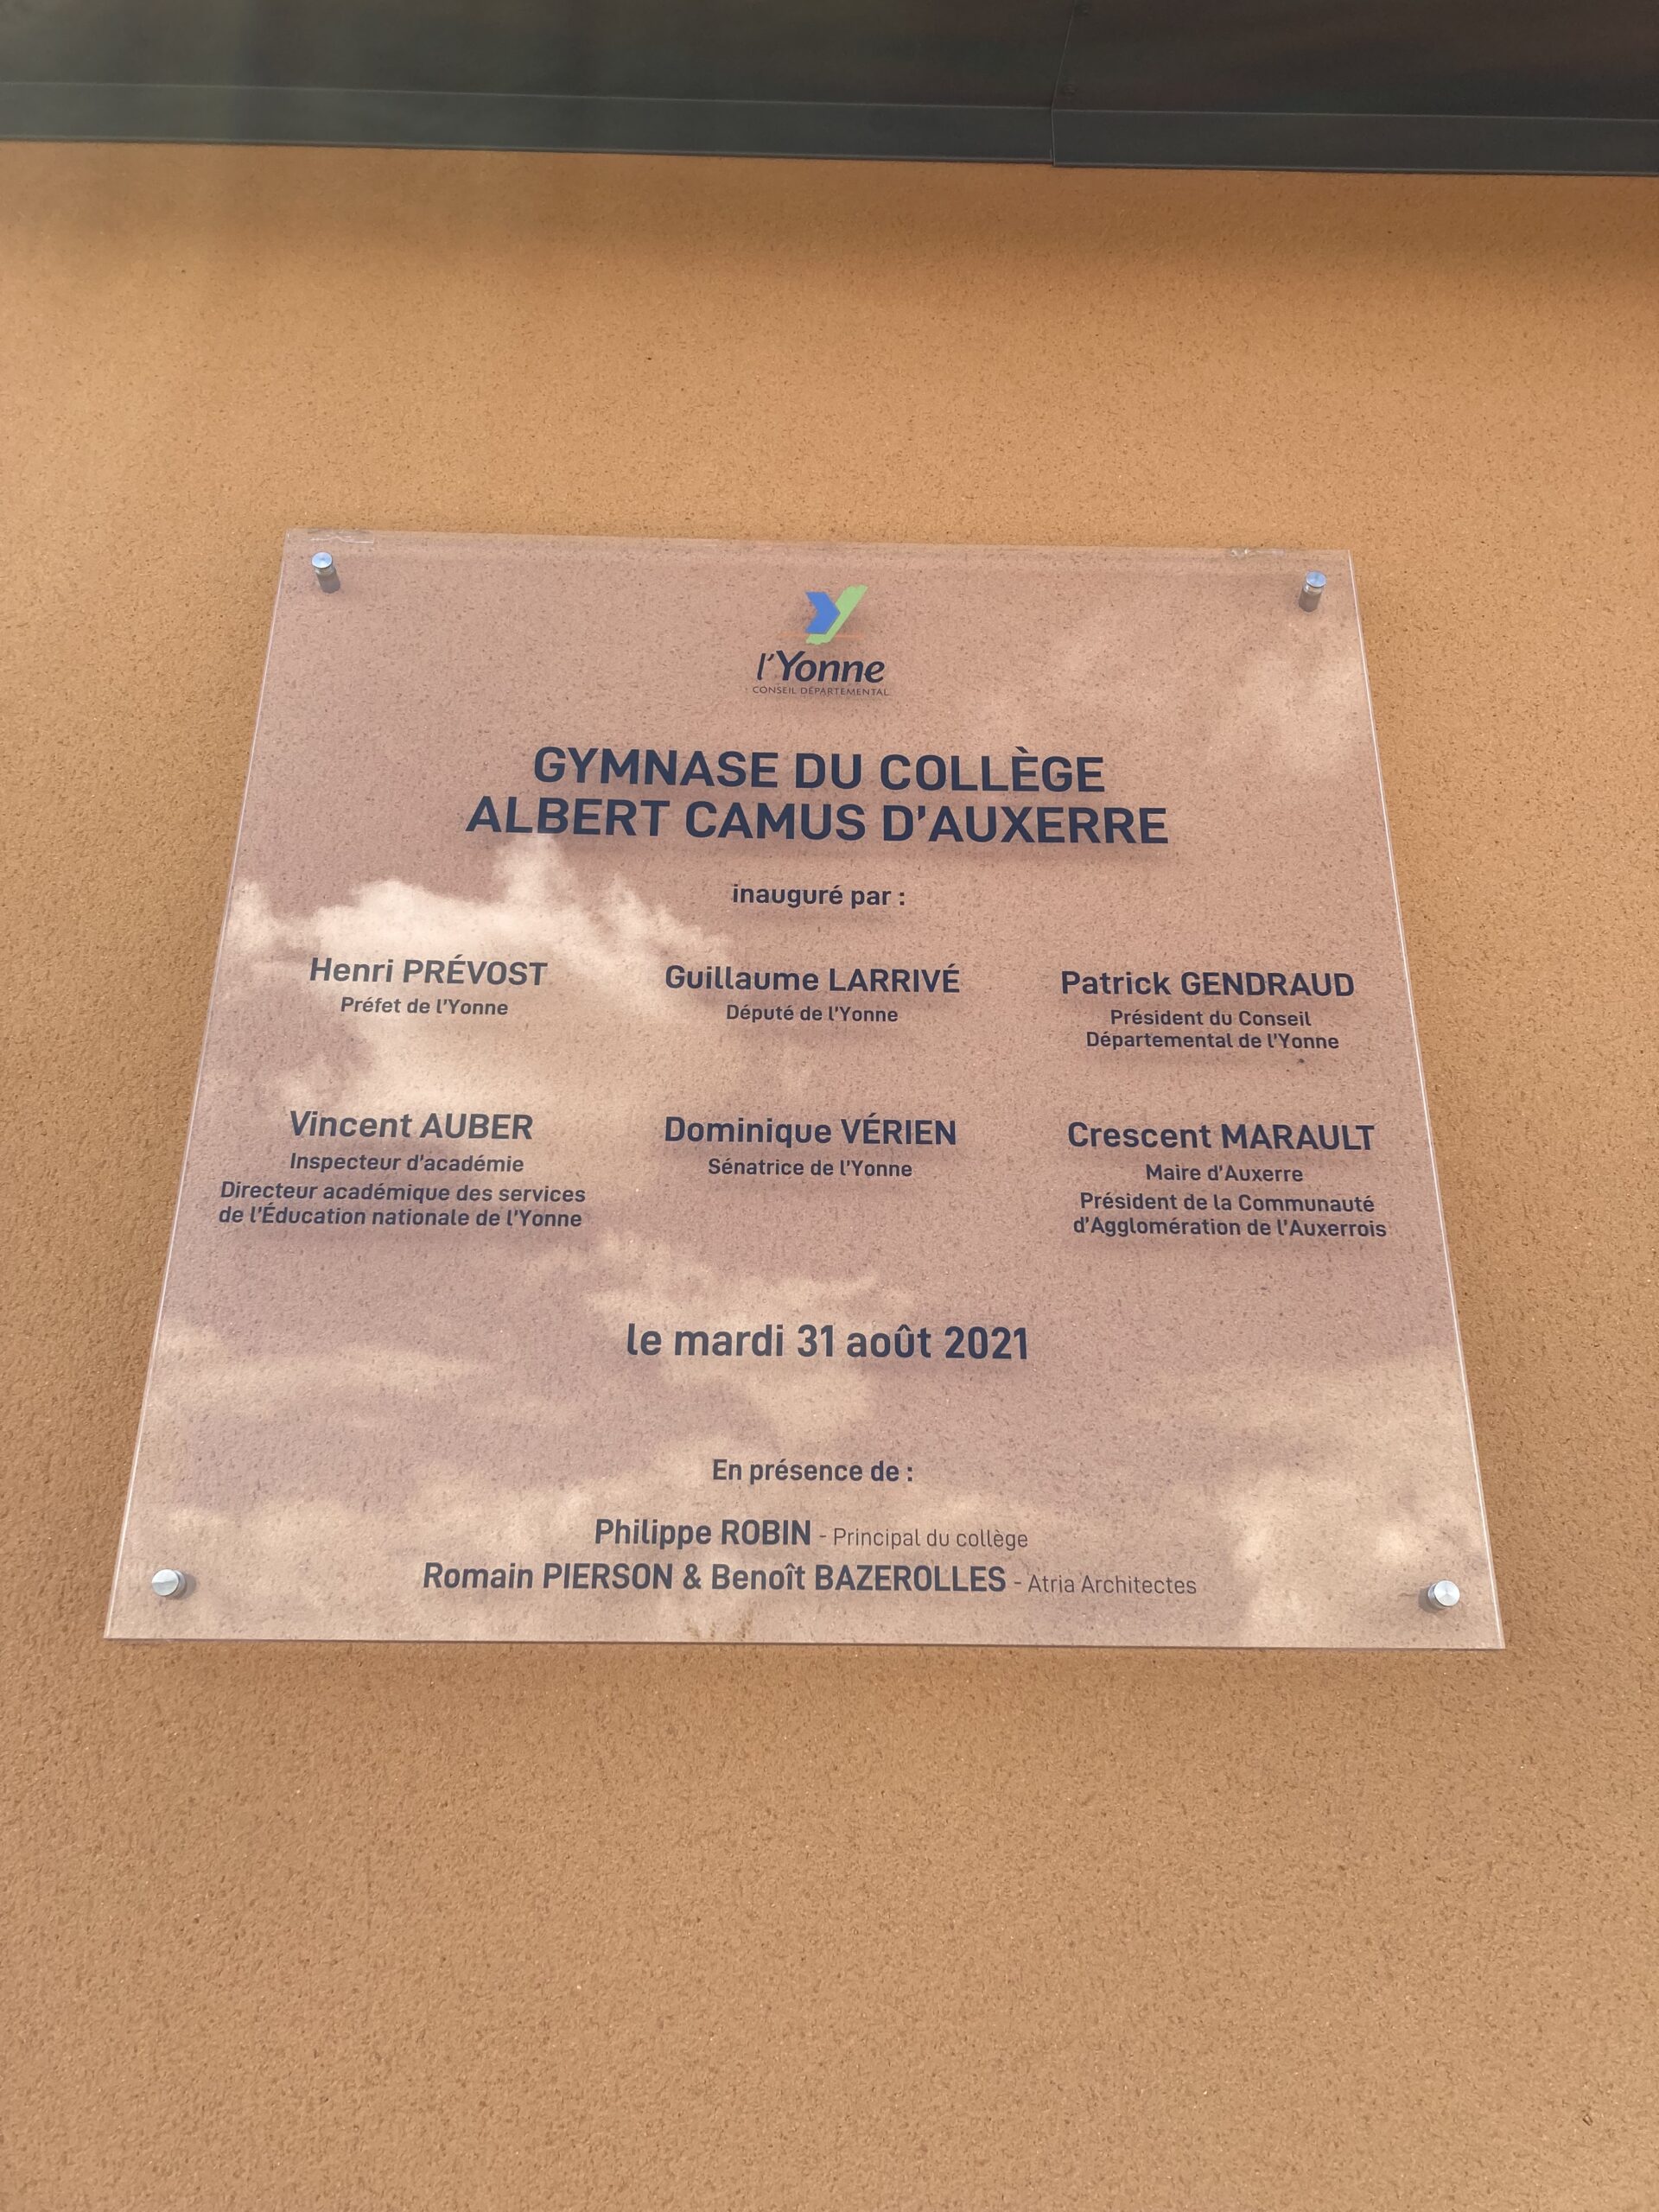 l'Yonne
CONSEIL DÉPARTEMENTAL
GYMNASE DU COLLÈGE
ALBERT CAMUS D'AUXERRE
inauguré par :
Henri PRÉVOST
Préfet de l'Yonne
Guillaume LARRIVÉ
Député de l'Yonne
Patrick GENDRAUD
Président du Conseil
Départemental de l'Yonne
Vincent AUBER
Inspecteur d'académie
Directeur académique des services
de l'Éducation nationale de l'Yonne
Dominique VÉRIEN
Sénatrice de l'Yonne
Crescent MARAULT
Maire d'Auxerre
Président de la Communauté
d'Agglomération de l'Auxerrois
le mardi 31 août 2021
En présence de :
Philippe ROBIN - Principal du collège
Romain PIERSON & Benoît BAZEROLLES - Atria Architectes